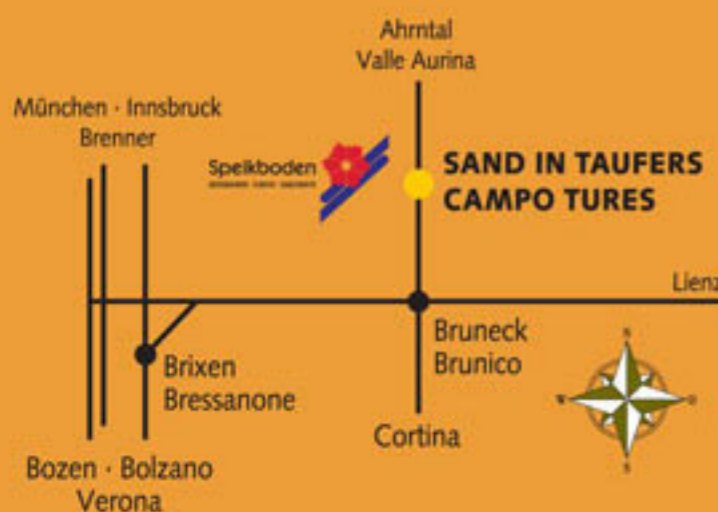 Ahrntal
Valle Aurina
München · Innsbruck
Brenner
Speikboden
SAND IN TAUFERS
CAMPO TURES
Lienz
Bruneck
Brunico
Brixen
Bressanone
Cortina
Bozen · Bolzano
Verona
N
W
O
S